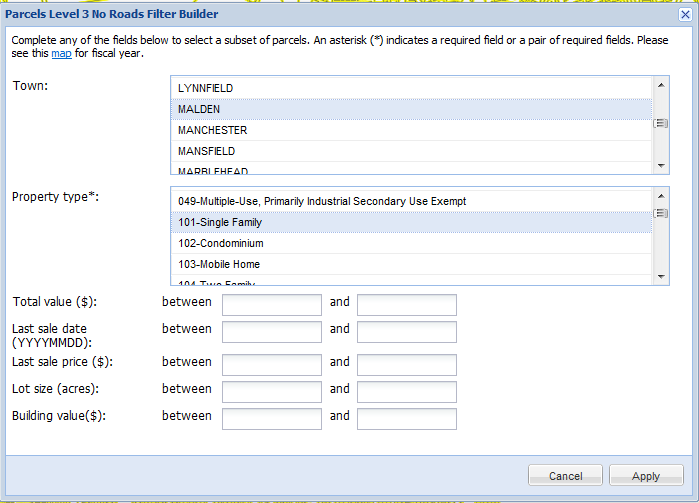 Parcels Level 3 No Roads Filter Builder
Complete any of the fields below to select a subset of parcels. An asterisk (*) indicates a required field or a pair of required fields. Please
see this map for fiscal year.
Town:
LYNNFIELD
MALDEN
MANCHESTER
MANSFIELD
MARBLEHEAD
Property type*:
049-Multiple-Use, Primarily Industrial Secondary Use Exempt
101-Single Family
102-Condominium
103-Mobile Home
104-Two Family
Total value ($): between and
Last sale date
(YYYYMMDD): between and
Last sale price ($): between and
Lot size (acres): between and
Building value($): between and
Cancel Apply